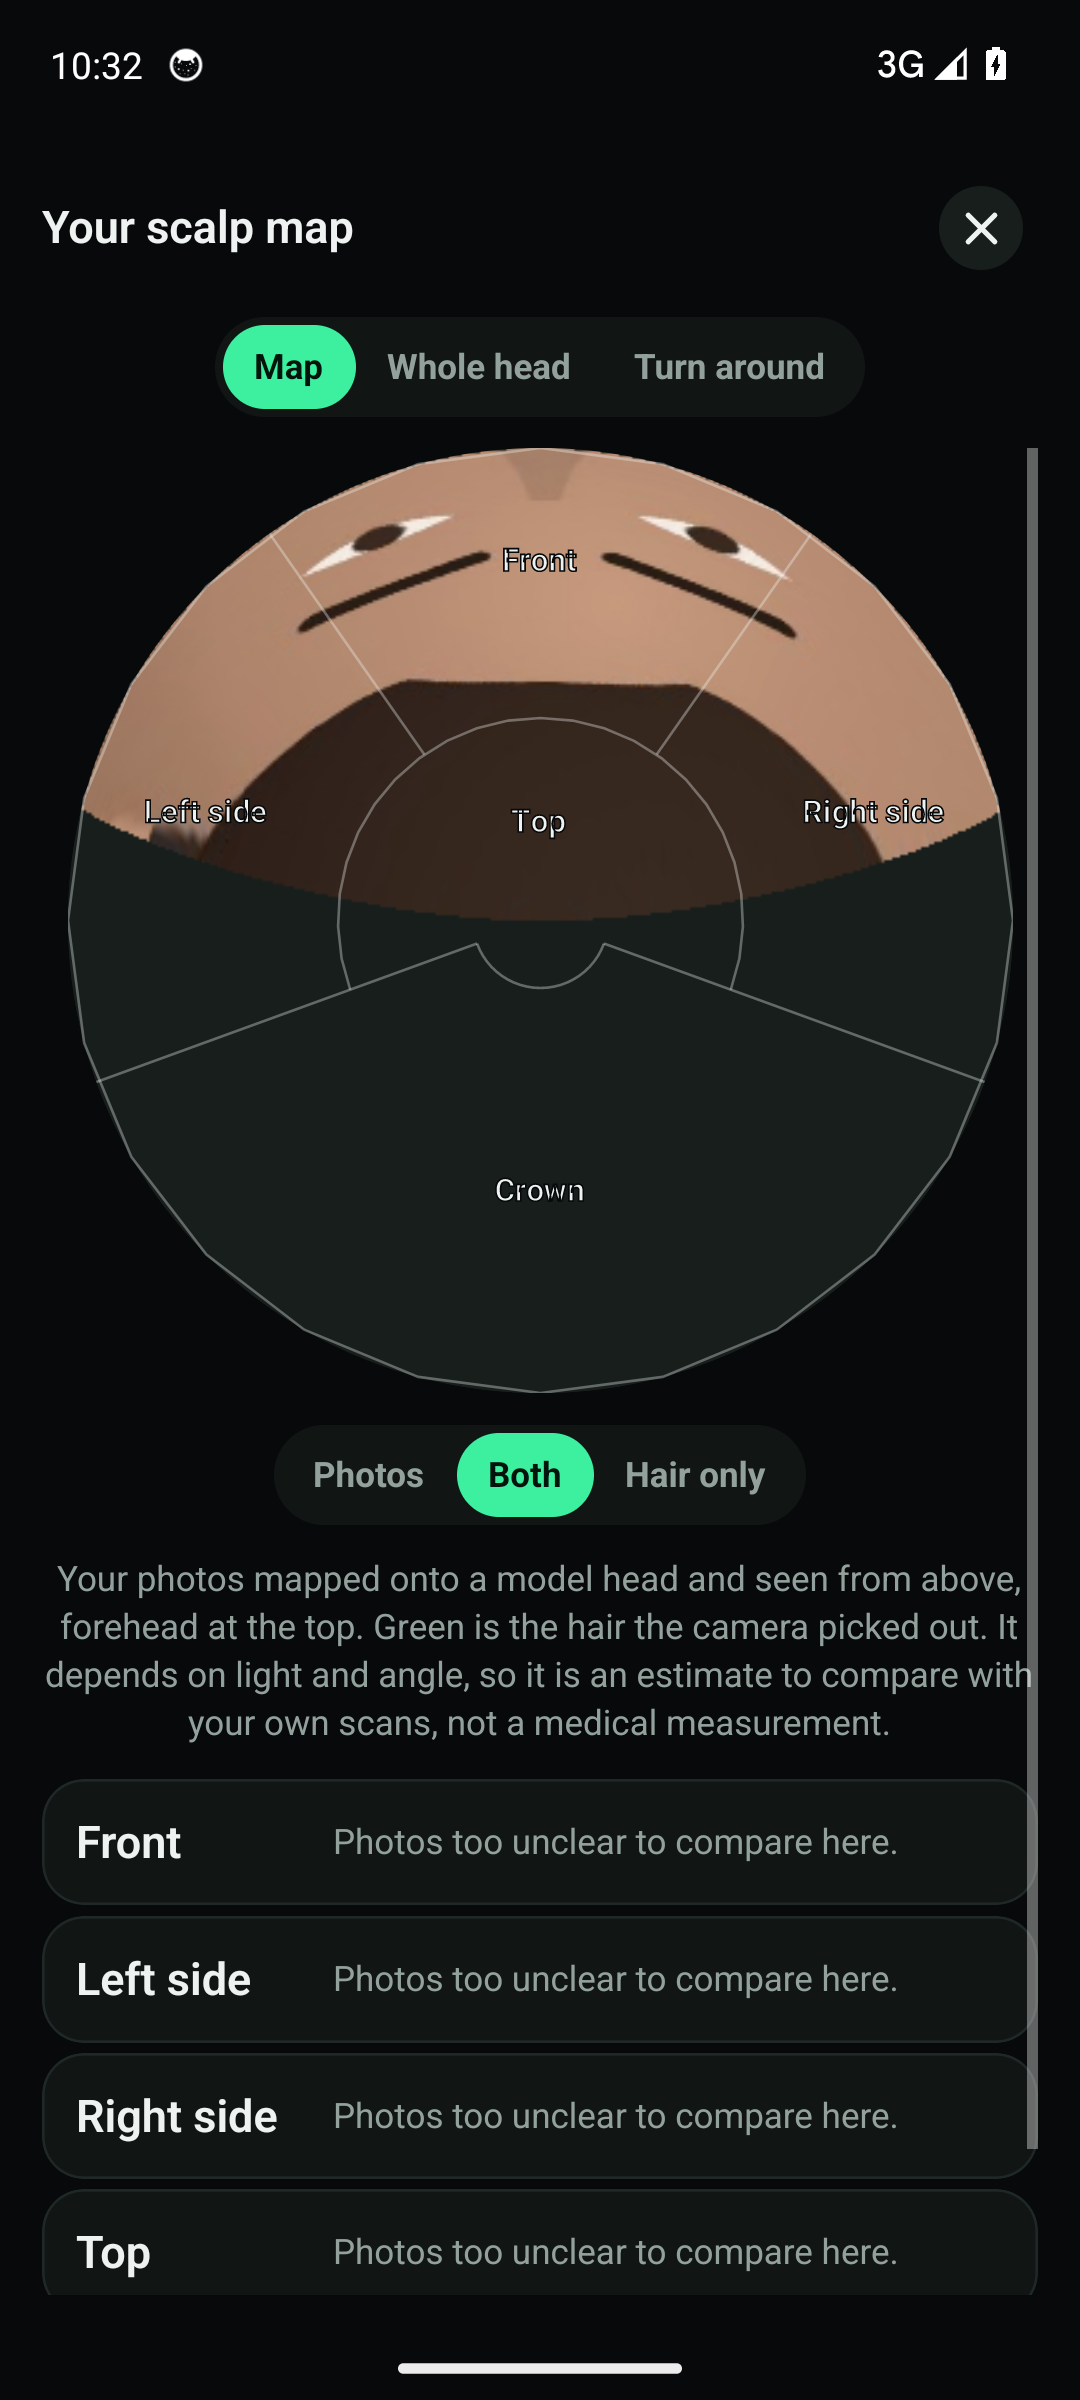 10:32
3G
Your scalp map
Map
Whole head
Turn around
Front
Left side
Top
Right side
Crown
Photos
Both
Hair only
Your photos mapped onto a model head and seen from above,
forehead at the top. Green is the hair the camera picked out. It
depends on light and angle, so it is an estimate to compare with
your own scans, not a medical measurement.
Front
Photos too unclear to compare here.
Left side
Photos too unclear to compare here.
Right side
Photos too unclear to compare here.
Top
Photos too unclear to compare here.